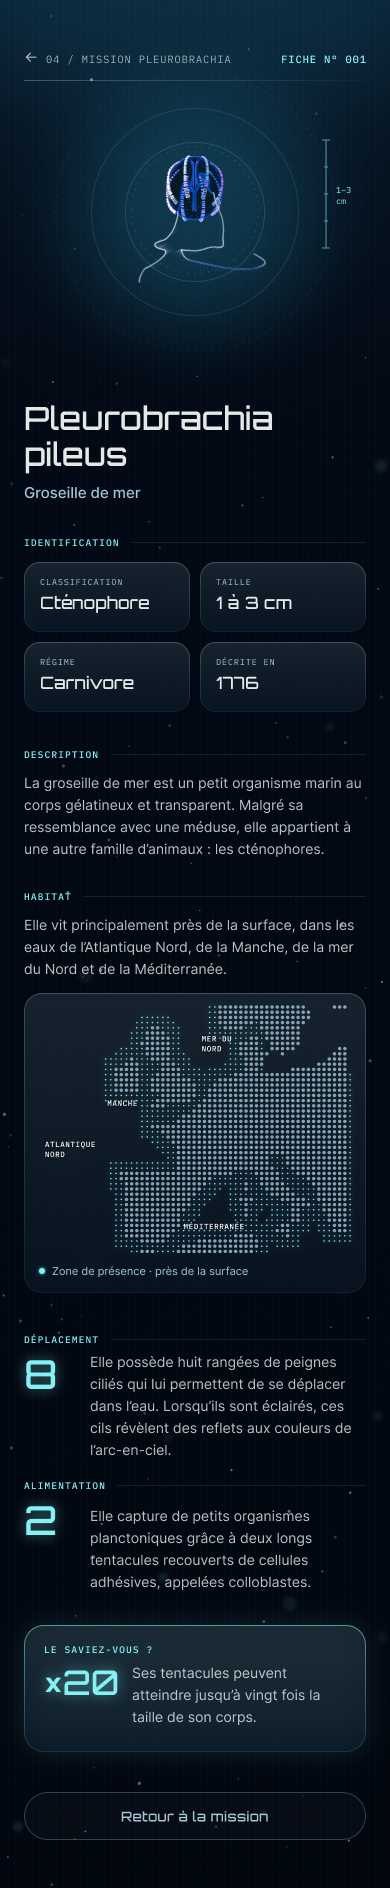 ← 04 / MISSION PLEUROBRACHIA
FICHE N° 001
1–3
cm
Pleurobrachia
pileus
Groseille de mer
IDENTIFICATION
CLASSIFICATION
Cténophore
TAILLE
1 à 3 cm
RÉGIME
Carnivore
DÉCRITE EN
1776
DESCRIPTION
La groseille de mer est un petit organisme marin au
corps gélatineux et transparent. Malgré sa
ressemblance avec une méduse, elle appartient à
une autre famille d’animaux : les cténophores.
HABITAT
Elle vit principalement près de la surface, dans les
eaux de l’Atlantique Nord, de la Manche, de la mer
du Nord et de la Méditerranée.
MER DU
NORD
MANCHE
ATLANTIQUE
NORD
MÉDITERRANÉE
Zone de présence · près de la surface
DÉPLACEMENT
8
Elle possède huit rangées de peignes
ciliés qui lui permettent de se déplacer
dans l’eau. Lorsqu’ils sont éclairés, ces
cils révèlent des reflets aux couleurs de
l’arc-en-ciel.
ALIMENTATION
2
Elle capture de petits organismes
planctoniques grâce à deux longs
tentacules recouverts de cellules
adhésives, appelées colloblastes.
LE SAVIEZ-VOUS ?
x20
Ses tentacules peuvent
atteindre jusqu’à vingt fois la
taille de son corps.
Retour à la mission